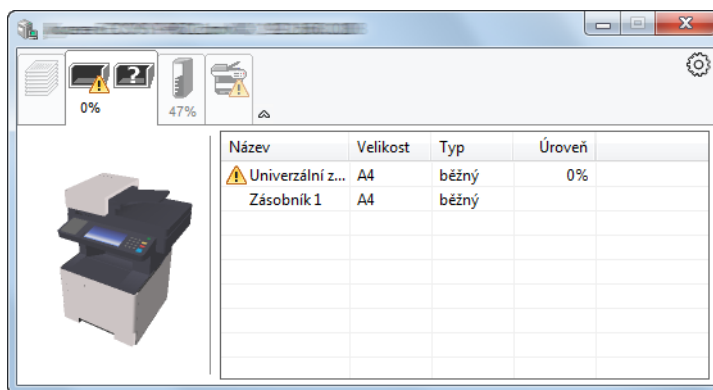 0%
?
47%
Název Velikost Typ Úroveň
Univerzální z... A4 běžný 0%
Zásobník 1 A4 běžný